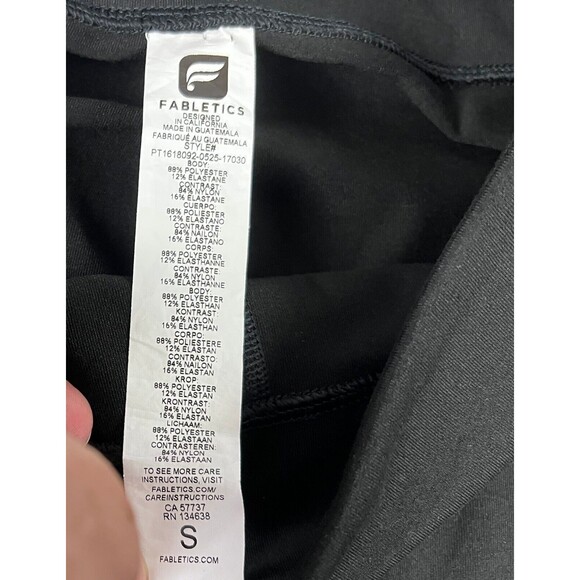 FABLETICS
DESIGNED
IN CALIFORNIA
MADE IN GUATEMALA
FABRIQUÉ AU GUATEMALA
STYLE#
PT1618092-0525-17030
BODY:
88% POLYESTER
12% ELASTANE
CONTRAST:
84% NYLON
16% ELASTANE
CUERPO:
88% POLIESTER
12% ELASTANO
CONTRASTE:
84% NAILON
16% ELASTANO
CORPS:
88% POLYESTER
12% ELASTHANNE
CONTRASTE:
84% NYLON
16% ELASTHANNE
BODY:
88% POLYESTER
12% ELASTHAN
KONTRAST:
84% NYLON
16% ELASTHAN
CORPO:
88% POLIESTERE
12% ELASTAN
CONTRASTO:
84% NAILON
16% ELASTAN
KROP:
88% POLYESTER
12% ELASTAN
KRONTRAST:
84% NYLON
16% ELASTAN
LICHAAM:
88% POLYESTER
12% ELASTAAN
CONTRASTEREN:
84% NYLON
16% ELASTAAN
TO SEE MORE CARE
INSTRUCTIONS, VISIT
FABLETICS.COM/
CAREINSTRUCTIONS
CA 57737
RN 134638
S
FABLETICS.COM